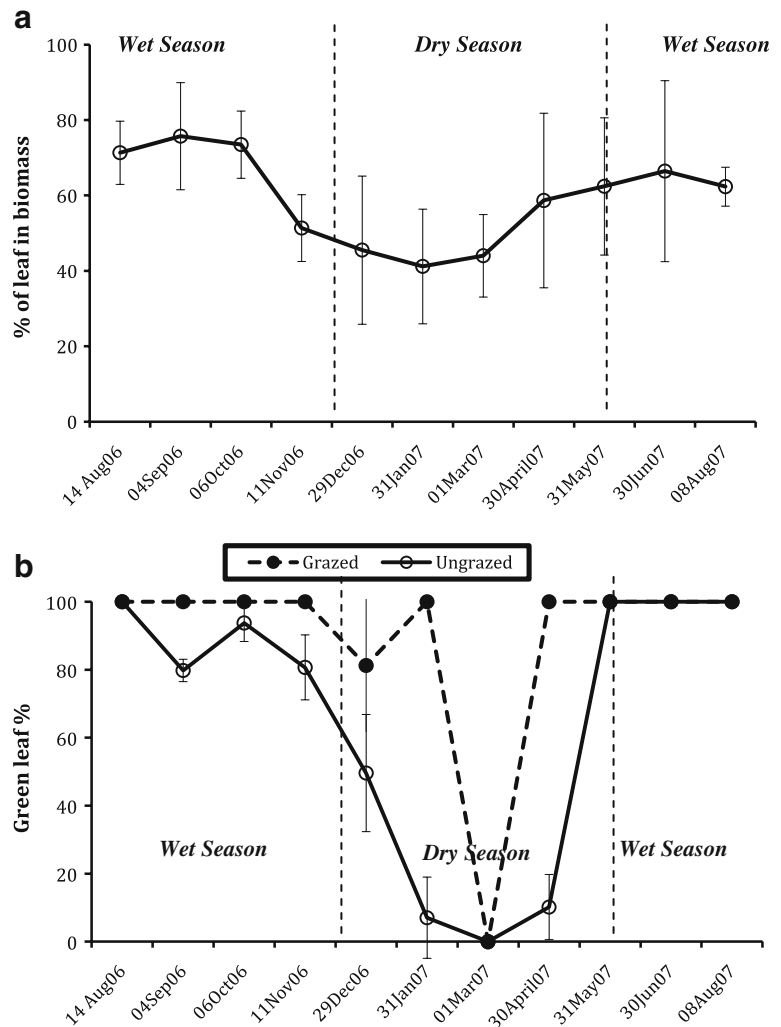 a
Wet Season Dry Season Wet Season
% of leaf in biomass
100
80
60
40
20
0
14 Aug06 04Sep06 06Oct06 11Nov06 29Dec06 31Jan07 01Mar07 30April07 31May07 30Jun07 08Aug07
b
Grazed Ungrazed
Green leaf %
100
80
60
40
20
0
Wet Season Dry Season Wet Season
14 Aug06 04Sep06 06Oct06 11Nov06 29Dec06 31Jan07 01Mar07 30April07 31May07 30Jun07 08Aug07